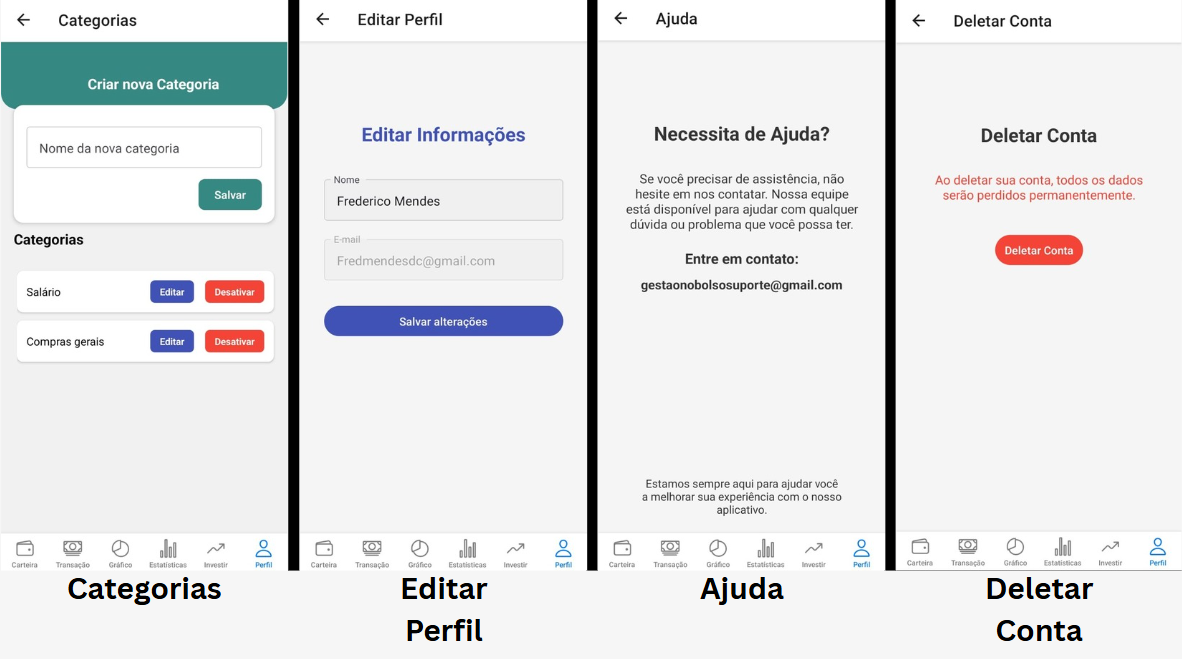 Categorias
Criar nova Categoria
Nome da nova categoria
Salvar
Categorias
Salário
Editar
Desativar
Compras gerais
Editar
Desativar
Carteira
Transação
Gráfico
Estatísticas
Investir
Perfil
Categorias
Editar Perfil
Editar Informações
Nome
Frederico Mendes
E-mail
Fredmendesdc@gmail.com
Salvar alterações
Carteira
Transação
Gráfico
Estatísticas
Investir
Perfil
Editar
Perfil
Ajuda
Necessita de Ajuda?
Se você precisar de assistência, não
hesite em nos contatar. Nossa equipe
está disponível para ajudar com qualquer
dúvida ou problema que você possa ter.
Entre em contato:
gestaonobolsosuporte@gmail.com
Estamos sempre aqui para ajudar você
a melhorar sua experiência com o nosso
aplicativo.
Carteira
Transação
Gráfico
Estatísticas
Investir
Perfil
Ajuda
Deletar Conta
Deletar Conta
Ao deletar sua conta, todos os dados
serão perdidos permanentemente.
Deletar Conta
Carteira
Transação
Gráfico
Estatísticas
Investir
Perfil
Deletar
Conta